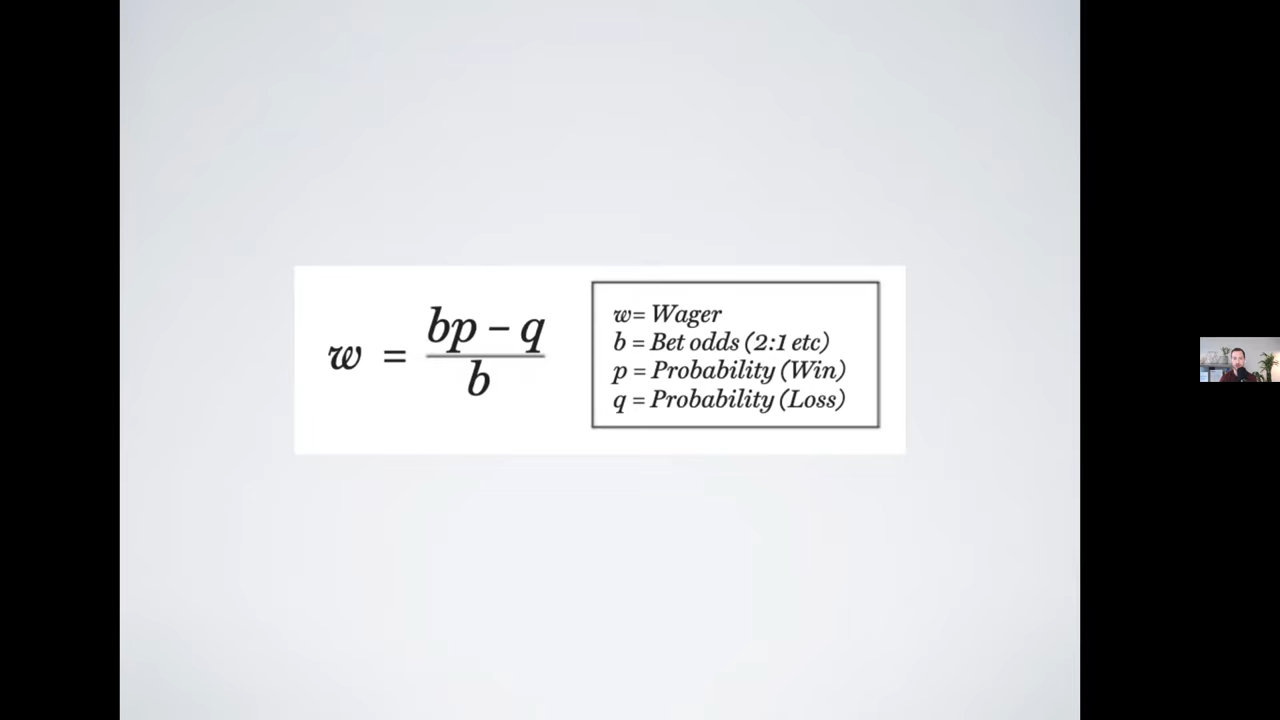 w = bp – q / b
w= Wager
b = Bet odds (2:1 etc)
p = Probability (Win)
q = Probability (Loss)